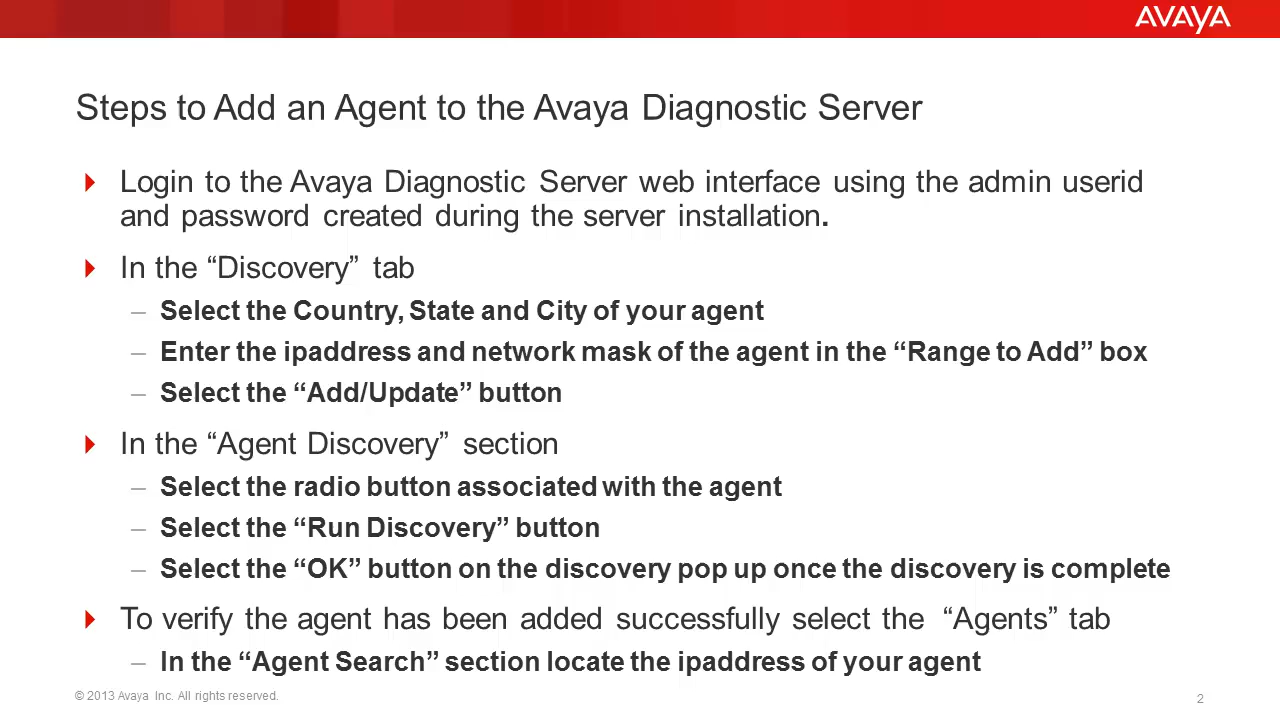 AVAYA
Steps to Add an Agent to the Avaya Diagnostic Server
Login to the Avaya Diagnostic Server web interface using the admin userid
and password created during the server installation.
In the “Discovery” tab
– Select the Country, State and City of your agent
– Enter the ipaddress and network mask of the agent in the “Range to Add” box
– Select the “Add/Update” button
In the “Agent Discovery” section
– Select the radio button associated with the agent
– Select the “Run Discovery” button
– Select the “OK” button on the discovery pop up once the discovery is complete
To verify the agent has been added successfully select the “Agents” tab
– In the “Agent Search” section locate the ipaddress of your agent
© 2013 Avaya Inc. All rights reserved.
2